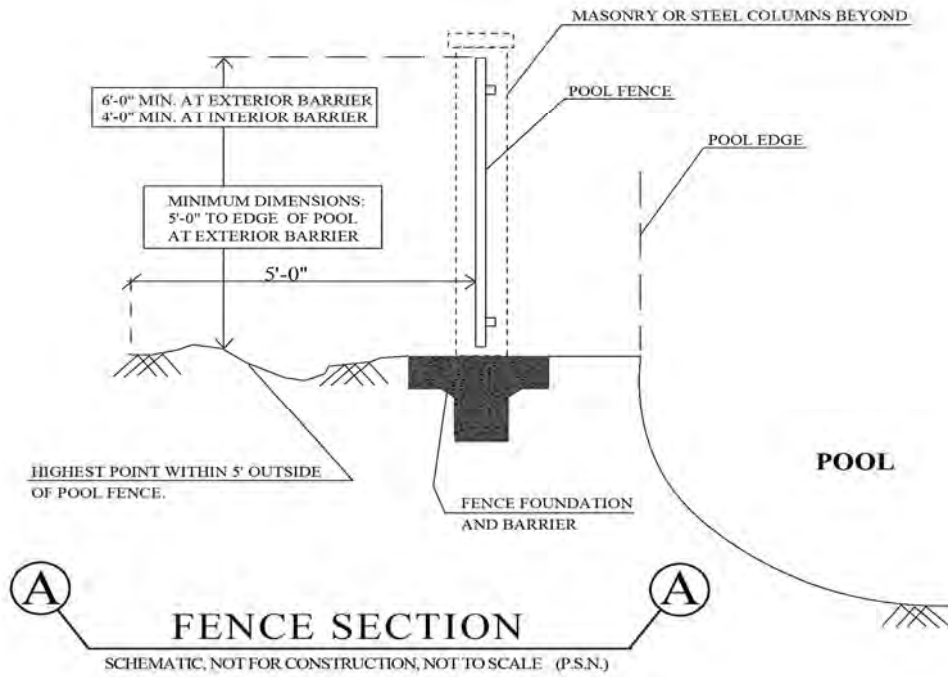 MASONRY OR STEEL COLUMNS BEYOND
6'-0" MIN. AT EXTERIOR BARRIER
4'-0" MIN. AT INTERIOR BARRIER
POOL FENCE
POOL EDGE
MINIMUM DIMENSIONS:
5'-0" TO EDGE OF POOL
AT EXTERIOR BARRIER
5'-0"
POOL
HIGHEST POINT WITHIN 5' OUTSIDE
OF POOL FENCE.
FENCE FOUNDATION
AND BARRIER
A
A
FENCE SECTION
SCHEMATIC, NOT FOR CONSTRUCTION, NOT TO SCALE (P.S.N.)